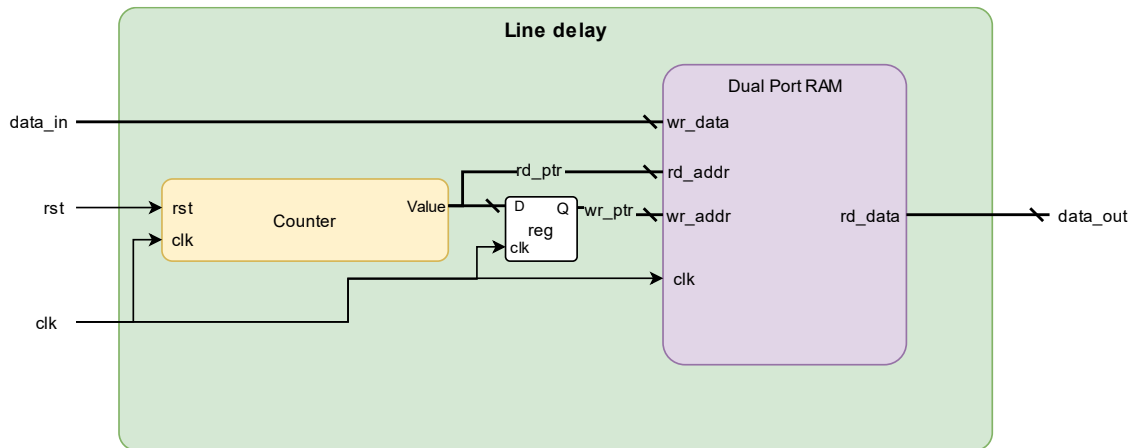 Line delay
Dual Port RAM
data_in
wr_data
rd_ptr
rd_addr
rst
rst
Counter
Value
D
Q
wr_ptr
wr_addr
rd_data
data_out
reg
clk
clk
clk
clk